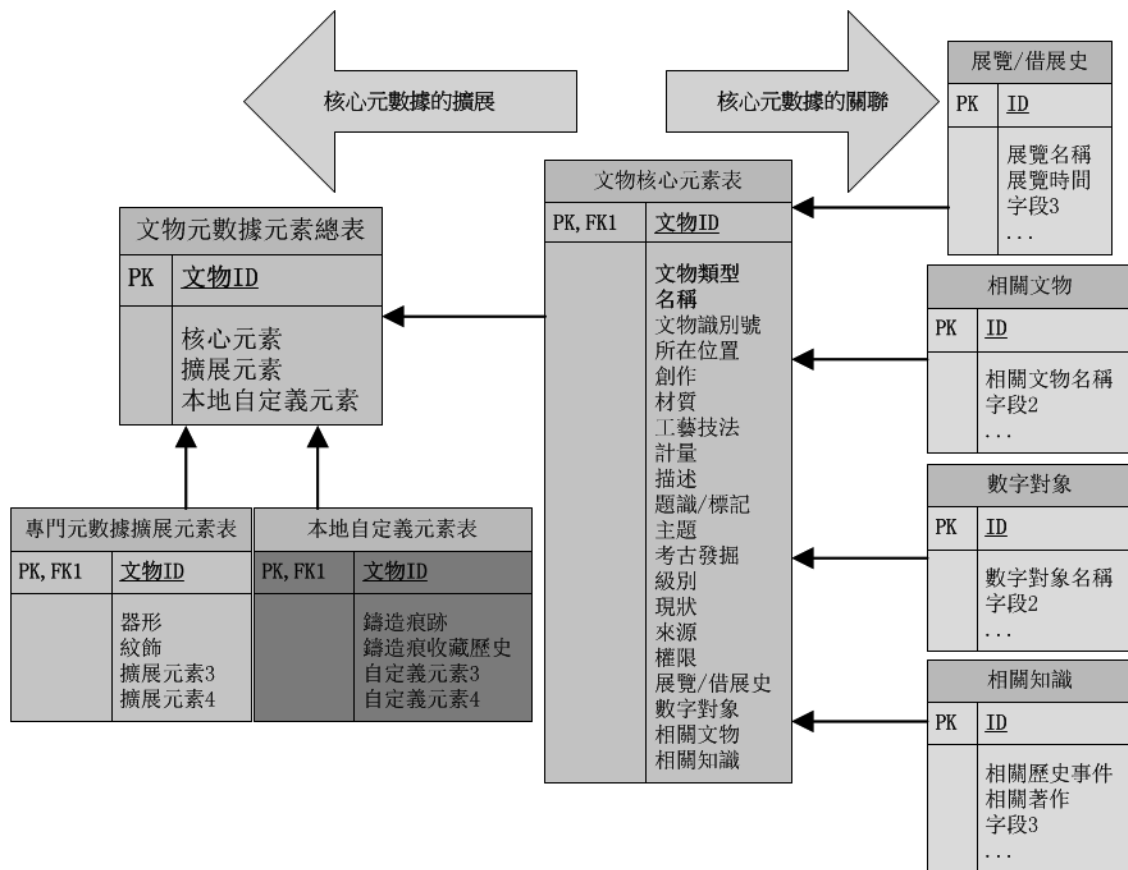 核心元數據的擴展
核心元數據的關聯
文物元數據元素總表
PK 文物ID
核心元素
擴展元素
本地自定義元素
專門元數據擴展元素表
PK, FK1 文物ID
器形
紋飾
擴展元素3
擴展元素4
本地自定義元素表
PK, FK1 文物ID
鑄造痕跡
鑄造痕收藏歷史
自定義元素3
自定義元素4
文物核心元素表
PK, FK1 文物ID
文物類型
名稱
文物識別號
所在位置
創作
材質
工藝技法
計量
描述
題識/標記
主題
考古發掘
級別
現狀
來源
權限
展覽/借展史
數字對象
相關文物
相關知識
展覽/借展史
PK ID
展覽名稱
展覽時間
字段3
...
相關文物
PK ID
相關文物名稱
字段2
...
數字對象
PK ID
數字對象名稱
字段2
...
相關知識
PK ID
相關歷史事件
相關著作
字段3
...